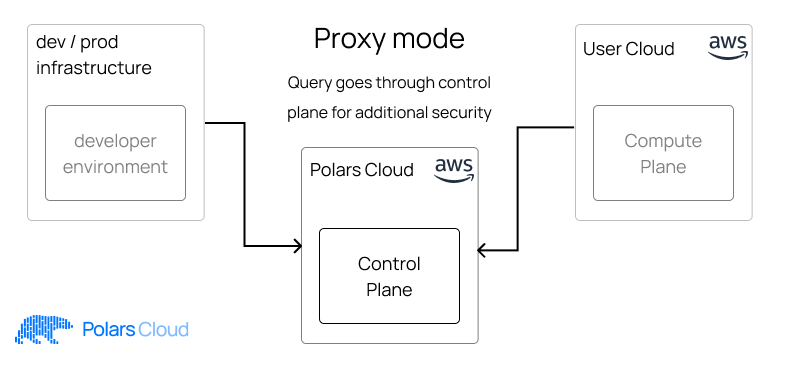 Proxy mode
Query goes through control
plane for additional security
dev / prod
infrastructure
developer
environment
Polars Cloud
aws
Control
Plane
User Cloud
aws
Compute
Plane
Polars Cloud